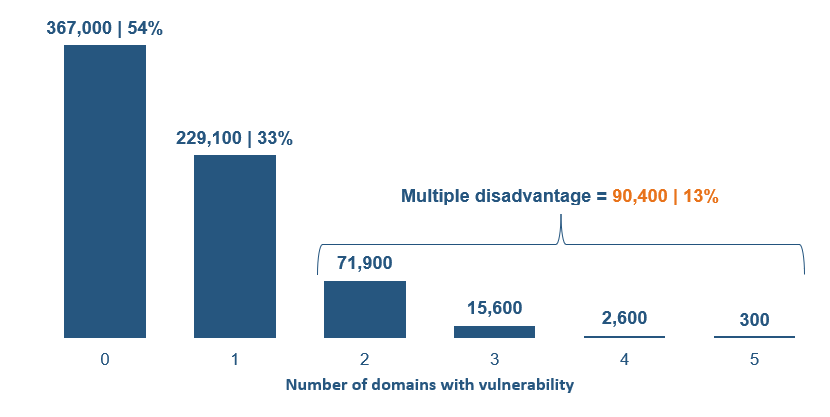 367,000 | 54%
229,100 | 33%
Multiple disadvantage = 90,400 | 13%
71,900
15,600
2,600
300
0
1
2
3
4
5
Number of domains with vulnerability